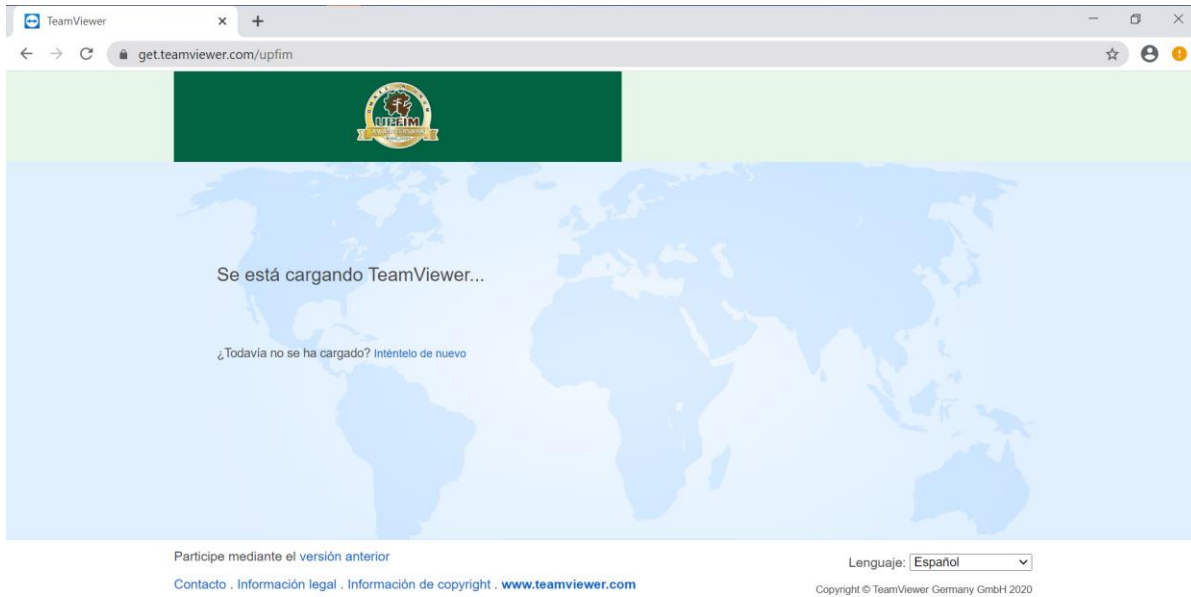 TeamViewer
get.teamviewer.com/upfim
UPFIM
Se está cargando TeamViewer...
¿Todavía no se ha cargado? Inténtelo de nuevo
Participe mediante el versión anterior
Lenguaje: Español
Contacto . Información legal . Información de copyright . www.teamviewer.com
Copyright © TeamViewer Germany GmbH 2020